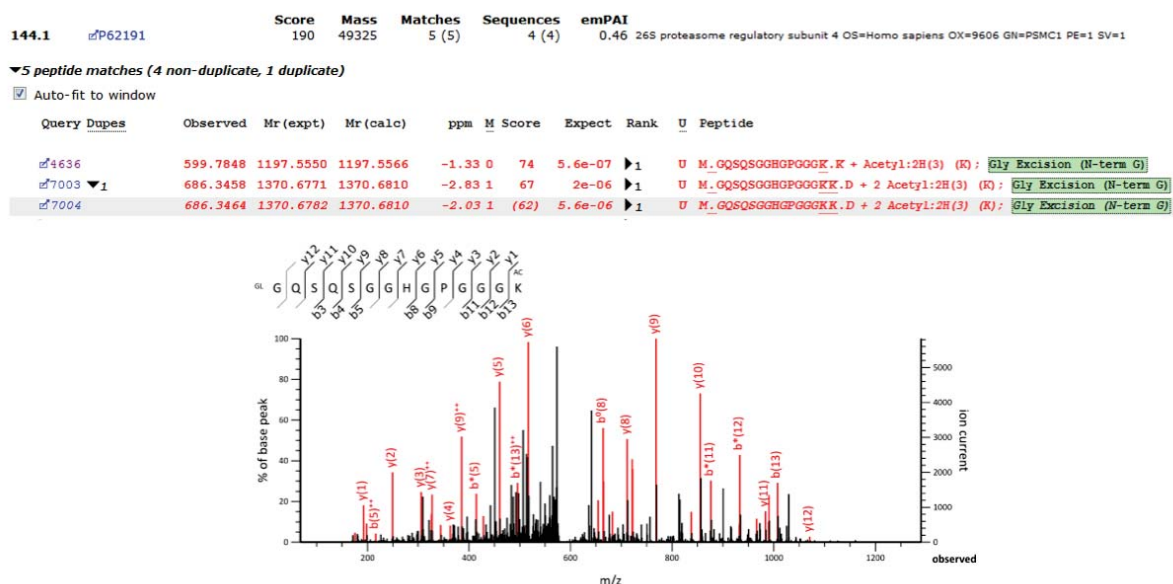 Score Mass Matches Sequences emPAI
144.1 P62191 190 49325 5 (5) 4 (4) 0.46 26S proteasome regulatory subunit 4 OS=Homo sapiens OX=9606 GN=PSMC1 PE=1 SV=1
▼5 peptide matches (4 non-duplicate, 1 duplicate)
Auto-fit to window
Query Dupes Observed Mr(expt) Mr(calc) ppm M Score Expect Rank U Peptide
4636 599.7848 1197.5550 1197.5566 -1.33 0 74 5.6e-07 ▶1 U M.GQSQSGGHGPGGGK.K + Acetyl:2H(3) (K); Gly Excision (N-term G)
7003 ▼1 686.3458 1370.6771 1370.6810 -2.83 1 67 2e-06 ▶1 U M.GQSQSGGHGPGGGKK.D + 2 Acetyl:2H(3) (K); Gly Excision (N-term G)
7004 686.3464 1370.6782 1370.6810 -2.03 1 (62) 5.6e-06 ▶1 U M.GQSQSGGHGPGGGKK.D + 2 Acetyl:2H(3) (K); Gly Excision (N-term G)
y12 y11 y10 y9 y8 y7 y6 y5 y4 y3 y2 y1
AC
GL G Q S Q S G G H G P G G G K
b3 b4 b5 b8 b9 b11 b12 b13
y(6) y(9)
y(5) y(10)
y(9)++ b°(8) y(8)
y(2) b*(13)++ b*(12)
y(1) y(3) y(7)++ b*(5) b*(11) b(13)
b(5)++ y(4) y(11) y(12)
100
80
60
40
20
0
% of base peak
5000
4000
3000
2000
1000
0
ion current
200 400 600 800 1000 1200 observed
m/z